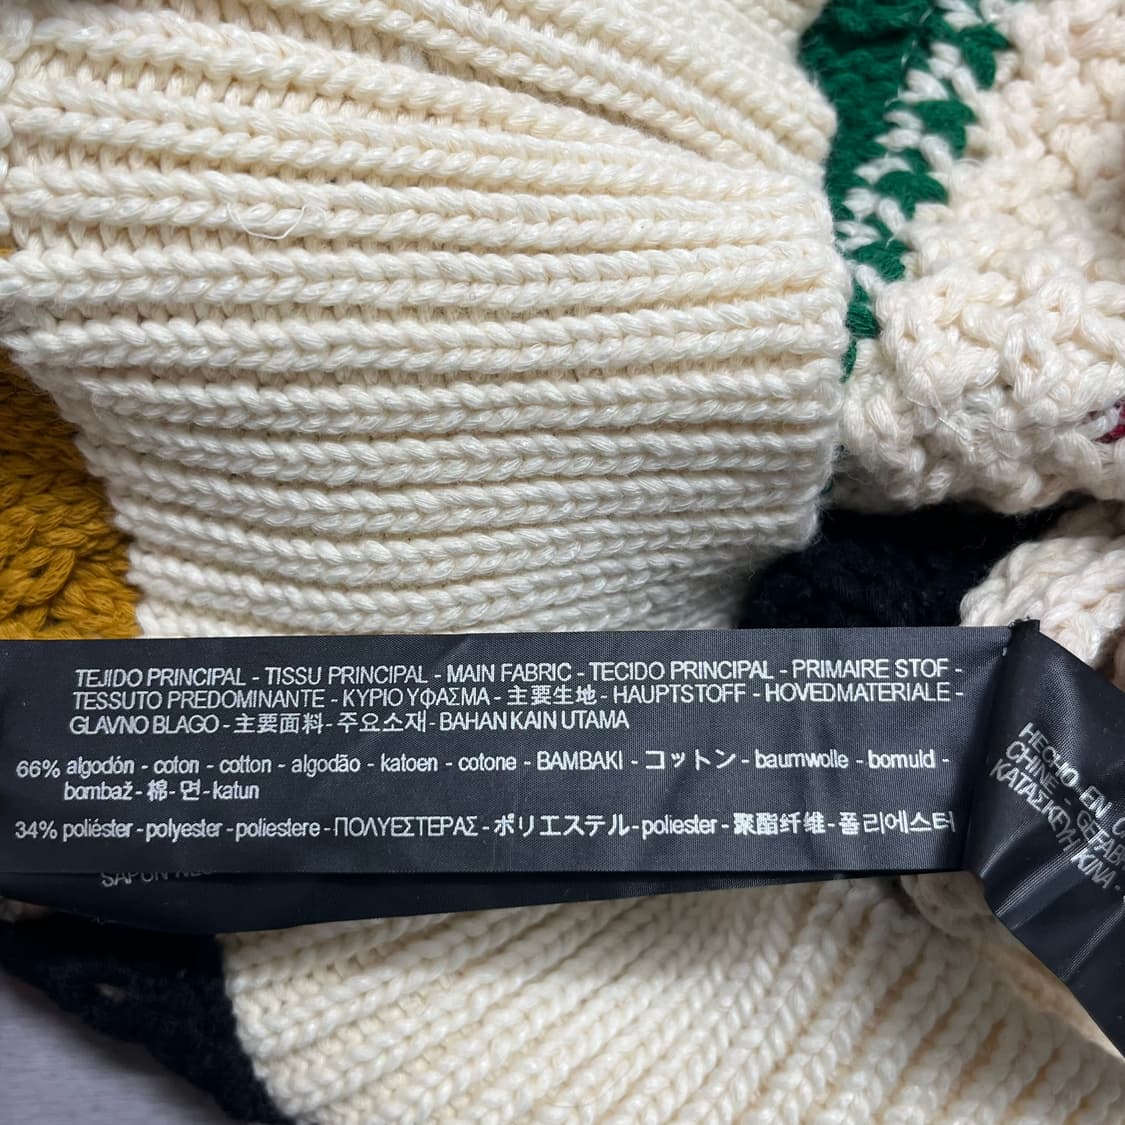 TEJIDO PRINCIPAL - TISSU PRINCIPAL - MAIN FABRIC - TECIDO PRINCIPAL - PRIMAIRE STOF -
TESSUTO PREDOMINANTE - ΚΥΡΙΟ ΥΦΑΣΜΑ - 主要生地 - HAUPTSTOFF - HOVEDMATERIALE -
GLAVNO BLAGO - 主要面料 - 주요소재 - BAHAN KAIN UTAMA
66% algodón - coton - cotton - algodão - katoen - cotone - BAMBAKI - コットン - baumwolle - bomuld -
bombaž - 棉 - 면 - katun
34% poliéster - polyester - poliestere - ΠΟΛΥΕΣΤΕΡΑΣ - ポリエステル - poliester - 聚酯纤维 - 폴리에스터
HECHO EN
CHINE - GEFABR
ΚΑΤΑΣΚΕΥΗ ΚΙΝΑ -